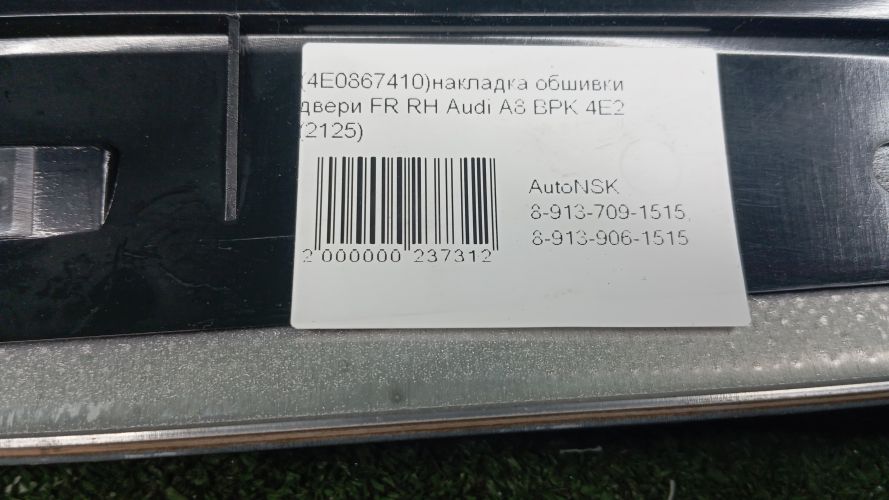 (4E0867410)накладка обшивки
двери FR RH Audi A8 BPK 4E2
(2125)
AutoNSK
8-913-709-1515,
8-913-906-1515
2 000000 237312